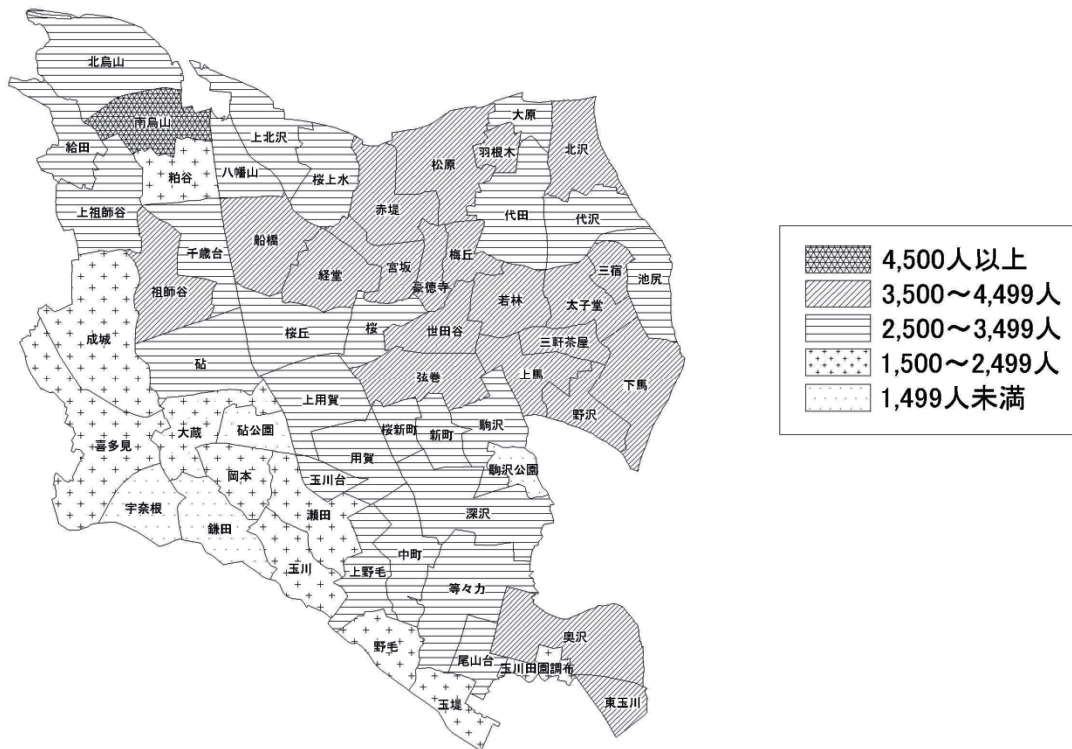 北烏山
南烏山
給田
粕谷
上北沢
八幡山
桜上水
大原
松原
羽根木
北沢
上祖師谷
千歳台
船橋
赤堤
代田
代沢
祖師谷
経堂
宮坂
豪徳寺
梅丘
三宿
池尻
若林
太子堂
成城
桜丘
桜
世田谷
三軒茶屋
砧
弦巻
上馬
下馬
野沢
上用賀
喜多見
大蔵
砧公園
桜新町
新町
駒沢
用賀
駒沢公園
岡本
玉川台
宇奈根
鎌田
瀬田
深沢
玉川
上野毛
中町
等々力
野毛
奥沢
尾山台
玉川田園調布
玉堤
東玉川
4,500人以上
3,500～4,499人
2,500～3,499人
1,500～2,499人
1,499人未満